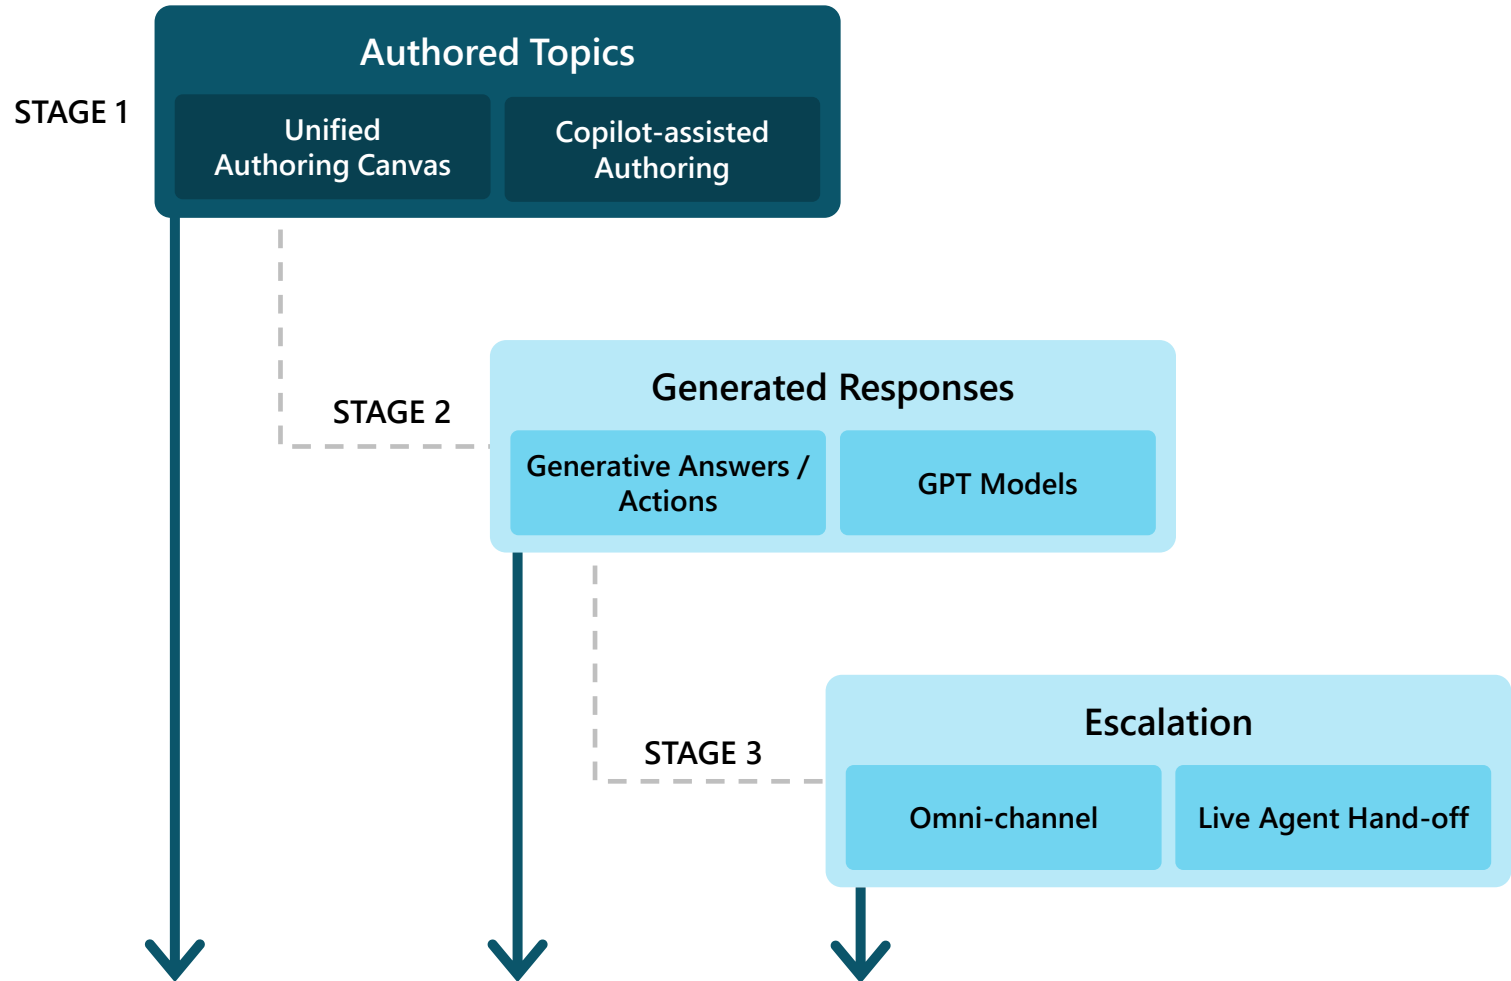 Authored Topics
STAGE 1
Unified
Authoring Canvas
Copilot-assisted
Authoring
Generated Responses
STAGE 2
Generative Answers /
Actions
GPT Models
Escalation
STAGE 3
Omni-channel
Live Agent Hand-off